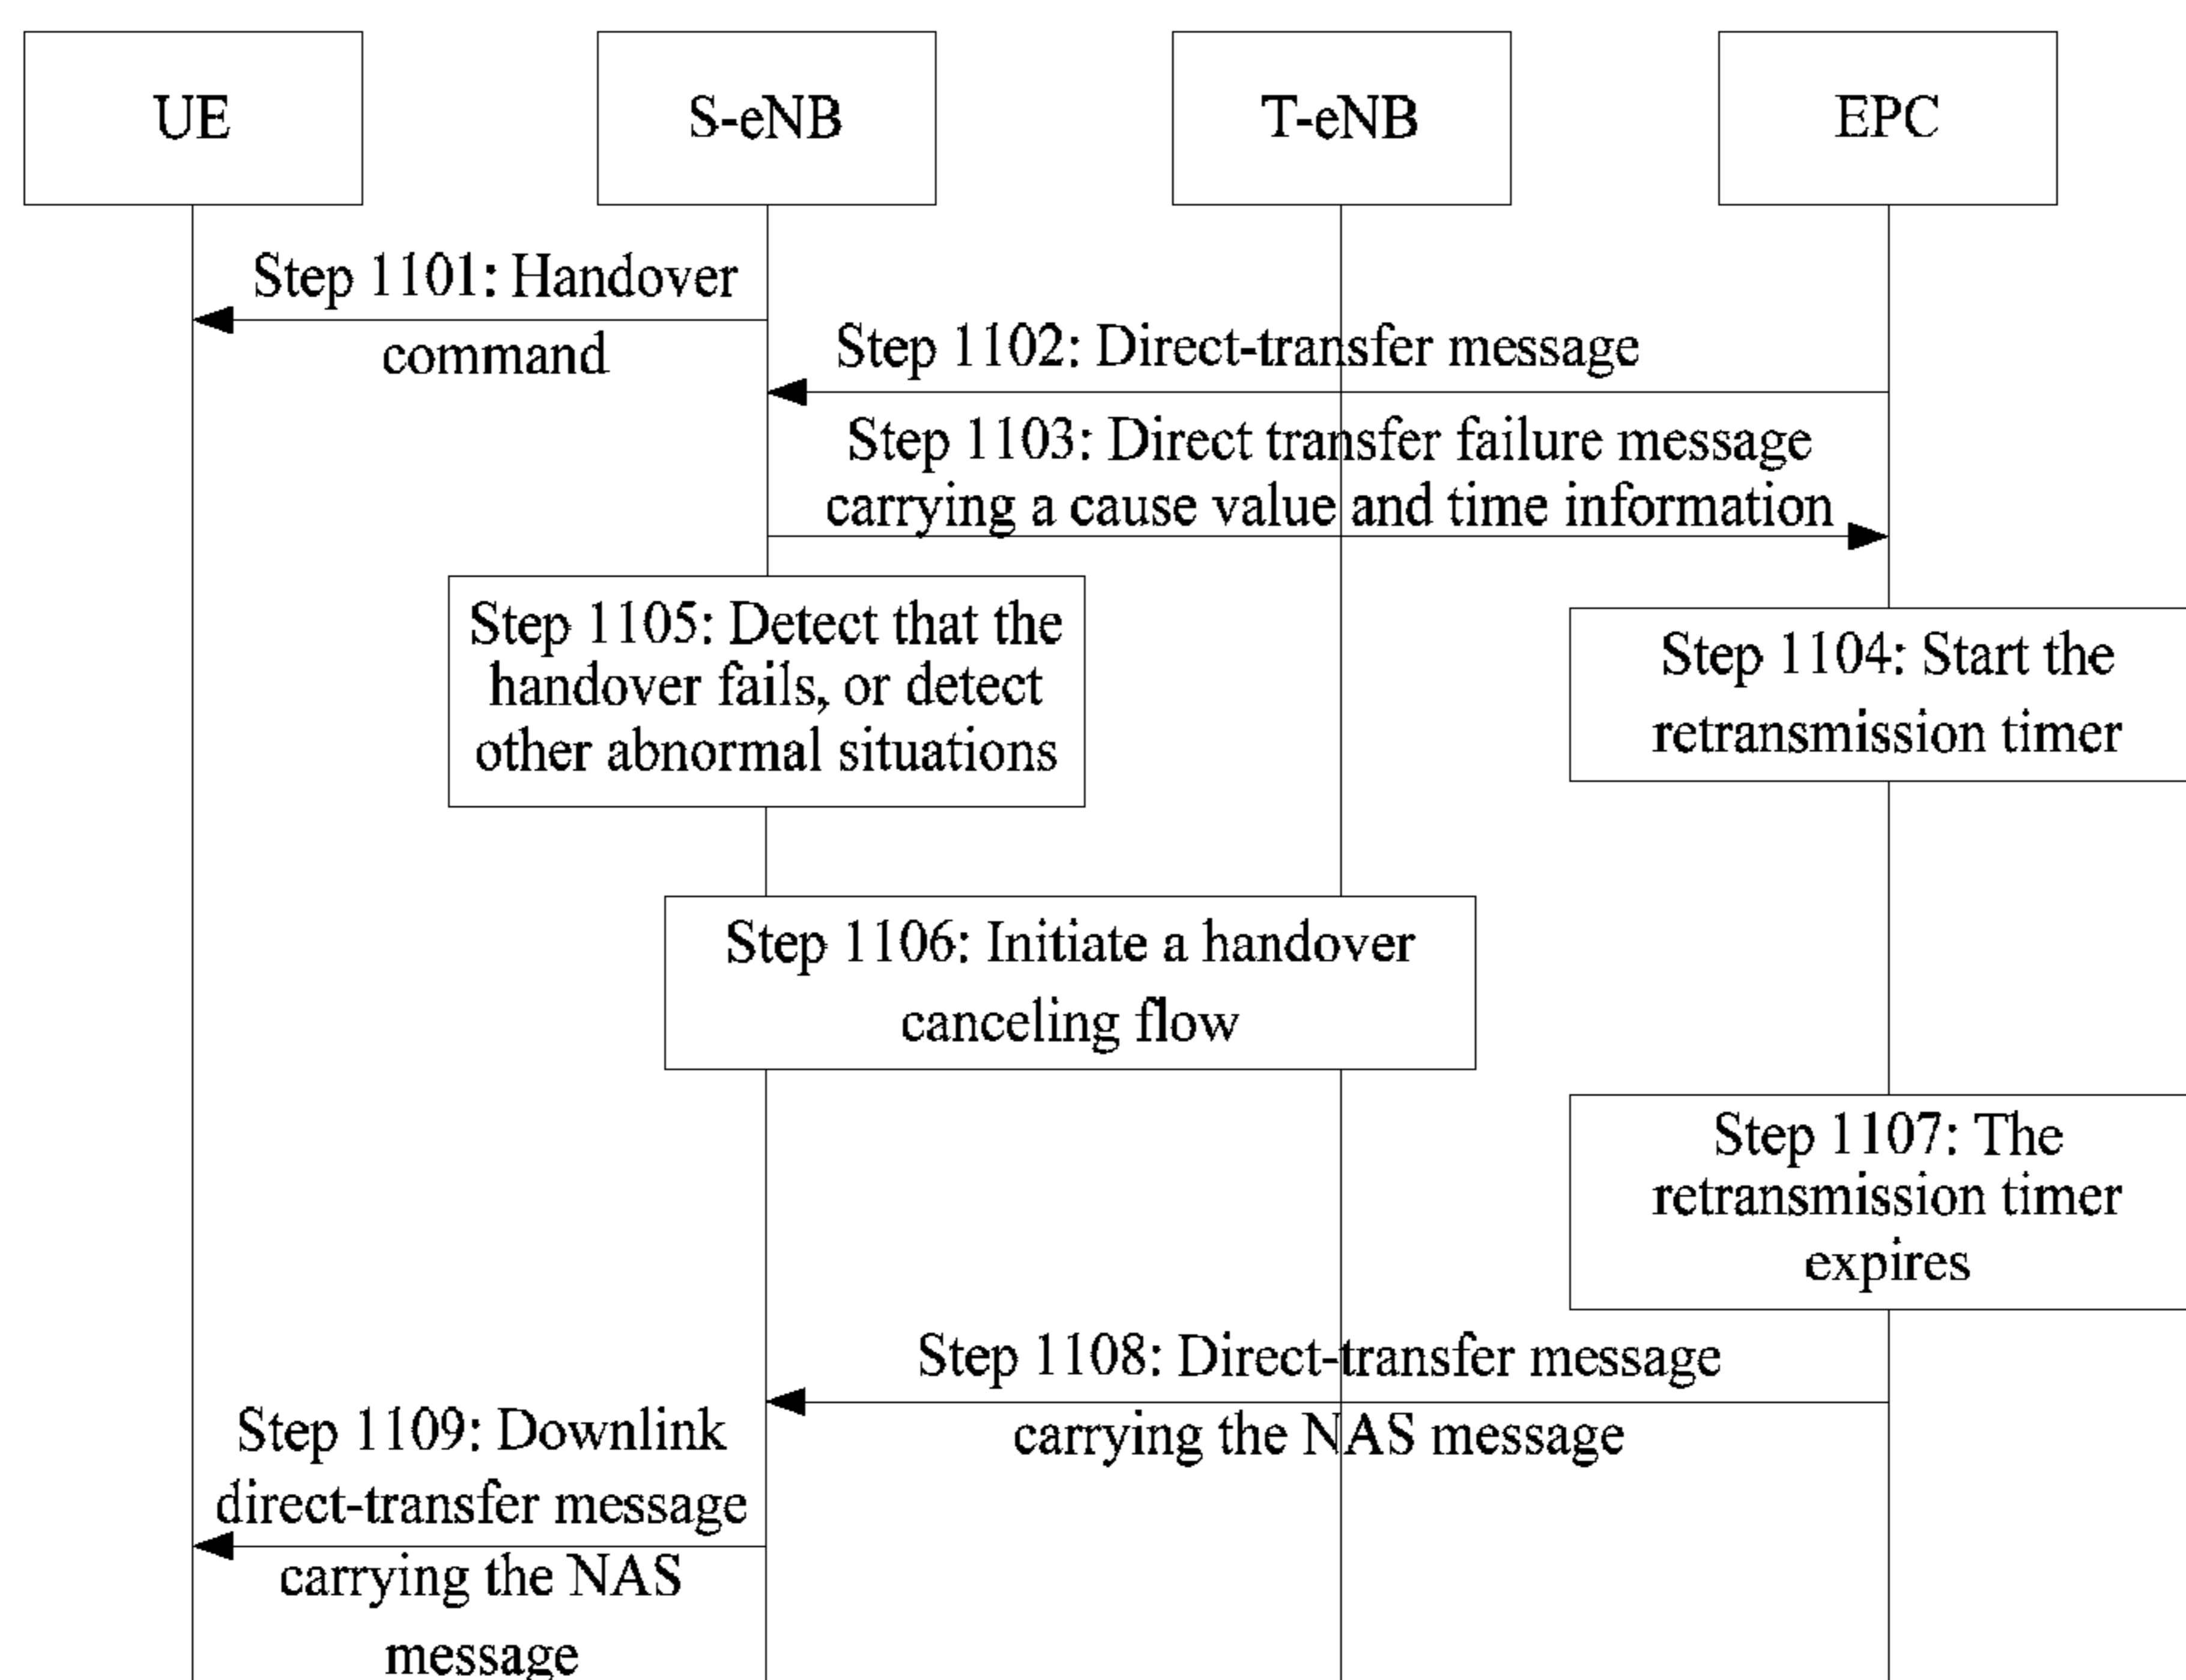 UE
S-eNB
T-eNB
EPC
Step 1101: Handover
command
Step 1102: Direct-transfer message
Step 1103: Direct transfer failure message
carrying a cause value and time information
Step 1105: Detect that the
handover fails, or detect
other abnormal situations
Step 1104: Start the
retransmission timer
Step 1106: Initiate a handover
canceling flow
Step 1107: The
retransmission timer
expires
Step 1108: Direct-transfer message
carrying the NAS message
Step 1109: Downlink
direct-transfer message
carrying the NAS
message